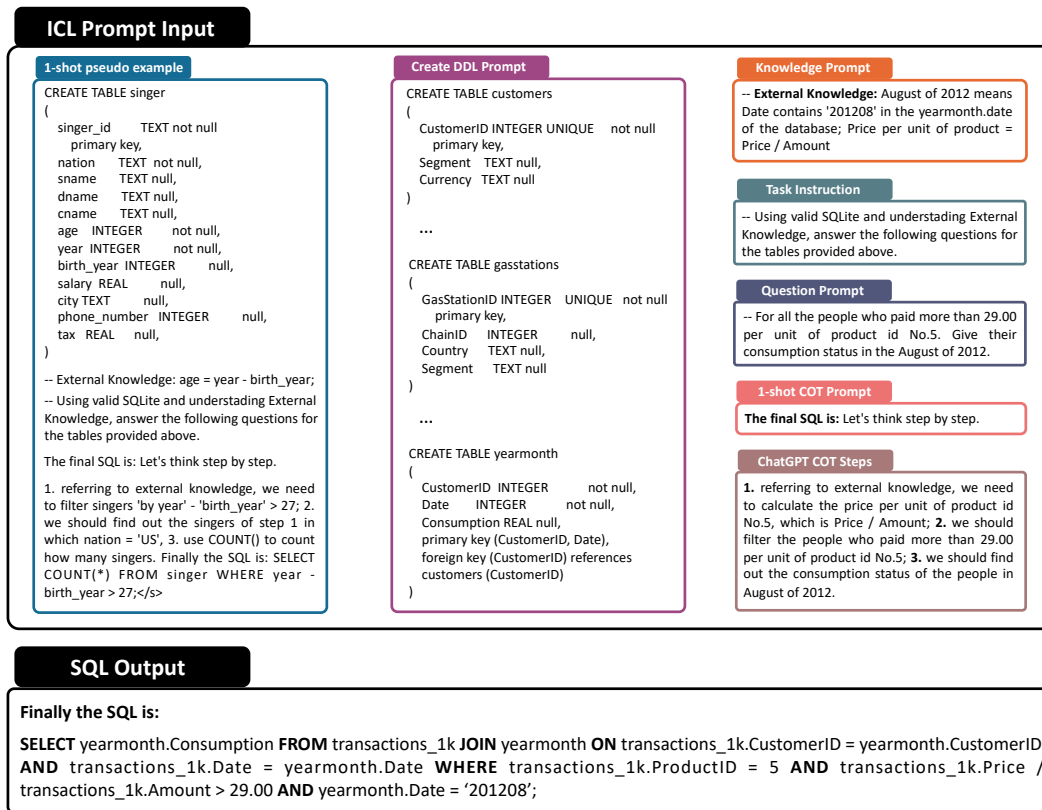 ICL Prompt Input
1-shot pseudo example
CREATE TABLE singer
(
singer_id TEXT not null
primary key,
nation TEXT not null,
sname TEXT null,
dname TEXT null,
cname TEXT null,
age INTEGER not null,
year INTEGER not null,
birth_year INTEGER null,
salary REAL null,
city TEXT null,
phone_number INTEGER null,
tax REAL null,
)
-- External Knowledge: age = year - birth_year;
-- Using valid SQLite and understading External
Knowledge, answer the following questions for
the tables provided above.
The final SQL is: Let's think step by step.
1. referring to external knowledge, we need
to filter singers 'by year' - 'birth_year' > 27; 2.
we should find out the singers of step 1 in
which nation = 'US', 3. use COUNT() to count
how many singers. Finally the SQL is: SELECT
COUNT(*) FROM singer WHERE year -
birth_year > 27;</s>
Create DDL Prompt
CREATE TABLE customers
(
CustomerID INTEGER UNIQUE not null
primary key,
Segment TEXT null,
Currency TEXT null
)
...
CREATE TABLE gasstations
(
GasStationID INTEGER UNIQUE not null
primary key,
ChainID INTEGER null,
Country TEXT null,
Segment TEXT null
)
...
CREATE TABLE yearmonth
(
CustomerID INTEGER not null,
Date INTEGER not null,
Consumption REAL null,
primary key (CustomerID, Date),
foreign key (CustomerID) references
customers (CustomerID)
)
Knowledge Prompt
-- External Knowledge: August of 2012 means
Date contains '201208' in the yearmonth.date
of the database; Price per unit of product =
Price / Amount
Task Instruction
-- Using valid SQLite and understading External
Knowledge, answer the following questions for
the tables provided above.
Question Prompt
-- For all the people who paid more than 29.00
per unit of product id No.5. Give their
consumption status in the August of 2012.
1-shot COT Prompt
The final SQL is: Let's think step by step.
ChatGPT COT Steps
1. referring to external knowledge, we need
to calculate the price per unit of product id
No.5, which is Price / Amount; 2. we should
filter the people who paid more than 29.00
per unit of product id No.5; 3. we should find
out the consumption status of the people in
August of 2012.
SQL Output
Finally the SQL is:
SELECT yearmonth.Consumption FROM transactions_1k JOIN yearmonth ON transactions_1k.CustomerID = yearmonth.CustomerID
AND transactions_1k.Date = yearmonth.Date WHERE transactions_1k.ProductID = 5 AND transactions_1k.Price /
transactions_1k.Amount > 29.00 AND yearmonth.Date = ‘201208’;